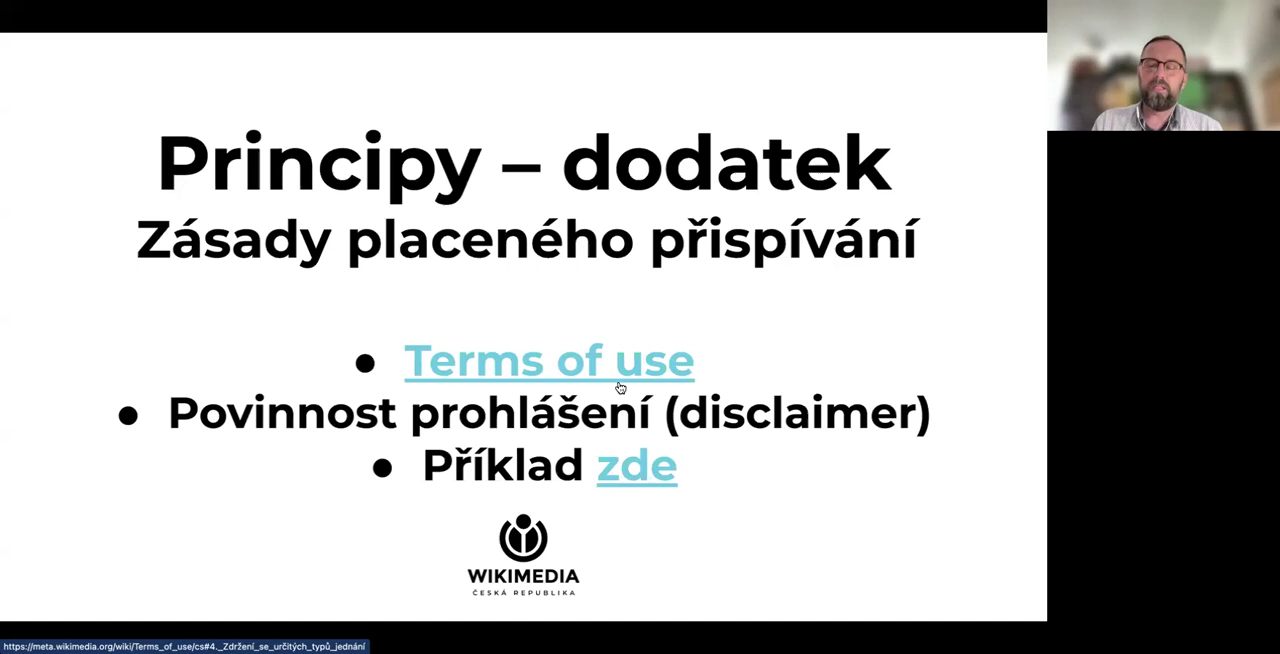 Principy – dodatek
Zásady placeného přispívání
● Terms of use
● Povinnost prohlášení (disclaimer)
● Příklad zde
WIKIMEDIA
ČESKÁ REPUBLIKA
https://meta.wikimedia.org/wiki/Terms_of_use/cs#4._Zdržení_se_určitých_typů_jednání